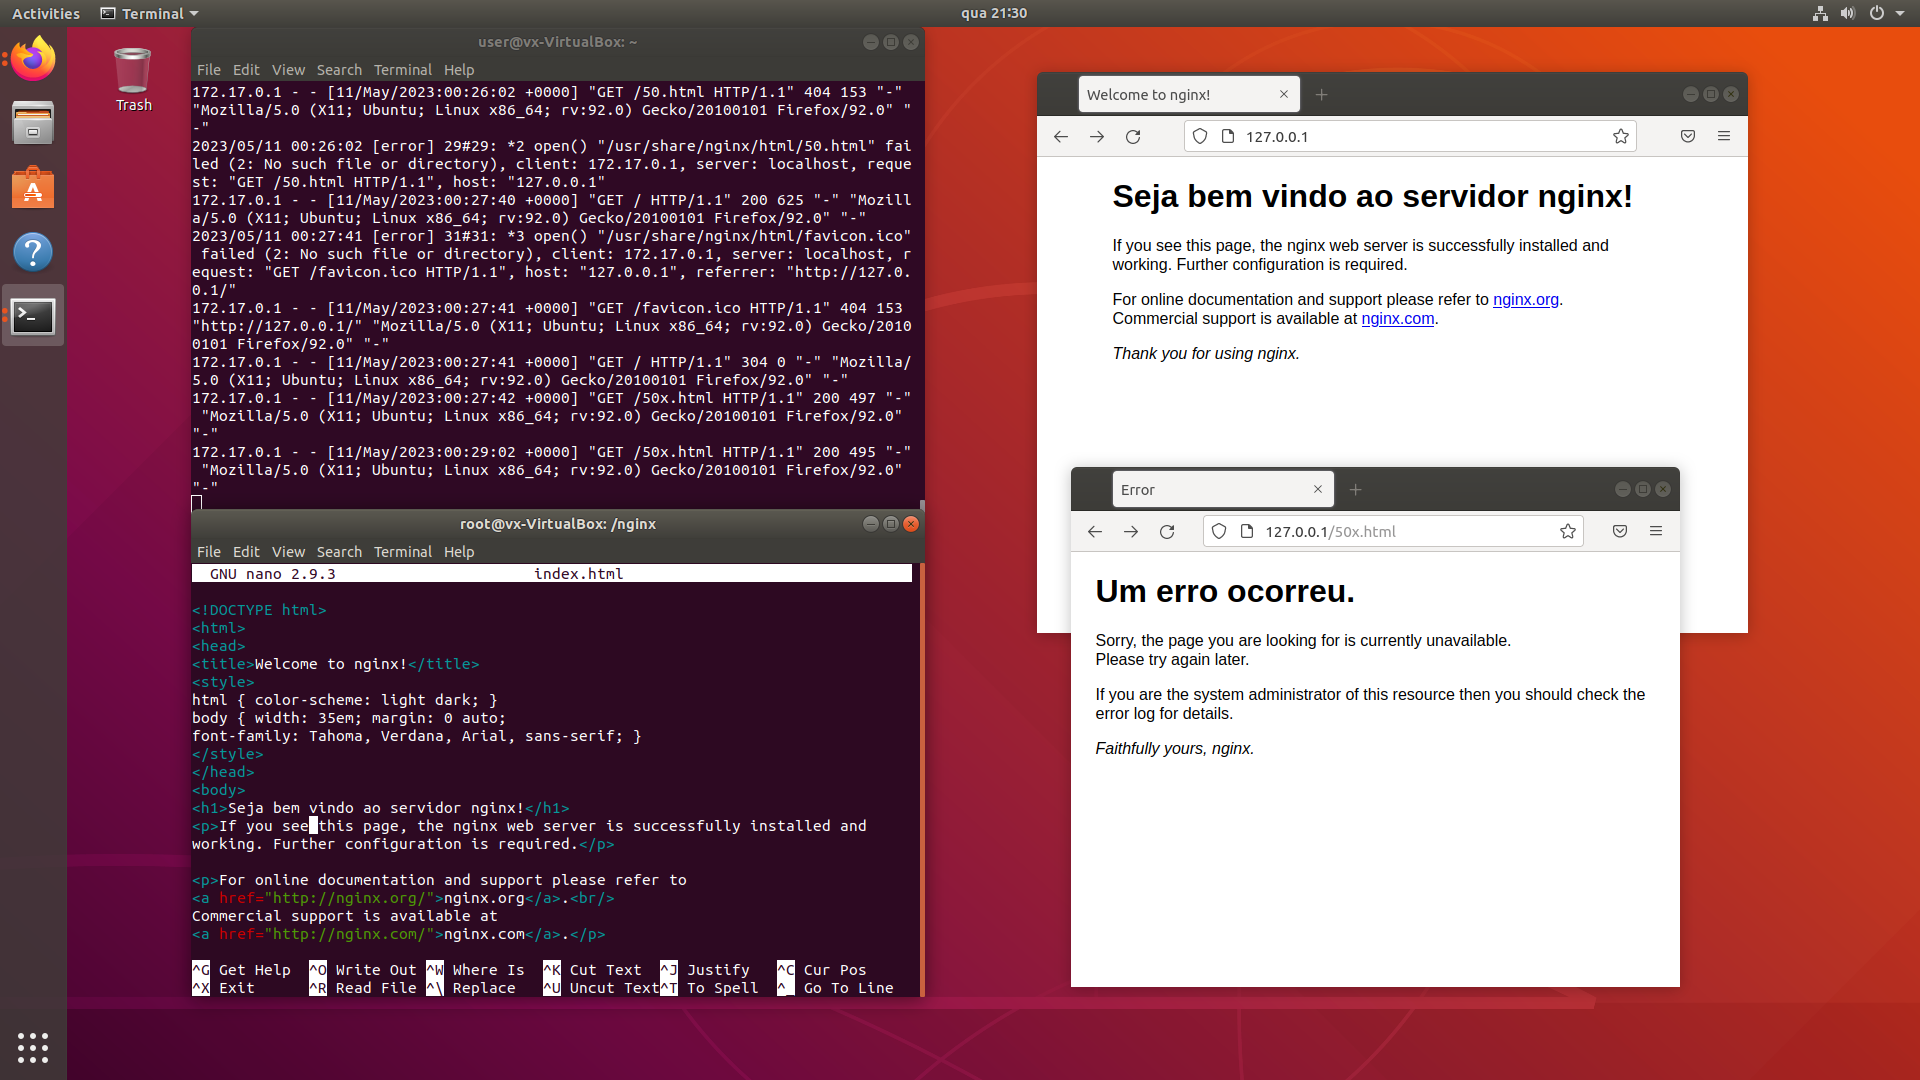 Activities
Terminal
qua 21:30
Trash
user@vx-VirtualBox: ~
File Edit View Search Terminal Help
172.17.0.1 - - [11/May/2023:00:26:02 +0000] "GET /50.html HTTP/1.1" 404 153 "-"
"Mozilla/5.0 (X11; Ubuntu; Linux x86_64; rv:92.0) Gecko/20100101 Firefox/92.0" "
-"
2023/05/11 00:26:02 [error] 29#29: *2 open() "/usr/share/nginx/html/50.html" fai
led (2: No such file or directory), client: 172.17.0.1, server: localhost, reque
st: "GET /50.html HTTP/1.1", host: "127.0.0.1"
172.17.0.1 - - [11/May/2023:00:27:40 +0000] "GET / HTTP/1.1" 200 625 "-" "Mozill
a/5.0 (X11; Ubuntu; Linux x86_64; rv:92.0) Gecko/20100101 Firefox/92.0" "-"
2023/05/11 00:27:41 [error] 31#31: *3 open() "/usr/share/nginx/html/favicon.ico"
 failed (2: No such file or directory), client: 172.17.0.1, server: localhost, r
equest: "GET /favicon.ico HTTP/1.1", host: "127.0.0.1", referrer: "http://127.0.
0.1/"
172.17.0.1 - - [11/May/2023:00:27:41 +0000] "GET /favicon.ico HTTP/1.1" 404 153
"http://127.0.0.1/" "Mozilla/5.0 (X11; Ubuntu; Linux x86_64; rv:92.0) Gecko/2010
0101 Firefox/92.0" "-"
172.17.0.1 - - [11/May/2023:00:27:41 +0000] "GET / HTTP/1.1" 304 0 "-" "Mozilla/
5.0 (X11; Ubuntu; Linux x86_64; rv:92.0) Gecko/20100101 Firefox/92.0" "-"
172.17.0.1 - - [11/May/2023:00:27:42 +0000] "GET /50x.html HTTP/1.1" 200 497 "-"
 "Mozilla/5.0 (X11; Ubuntu; Linux x86_64; rv:92.0) Gecko/20100101 Firefox/92.0"
"-"
172.17.0.1 - - [11/May/2023:00:29:02 +0000] "GET /50x.html HTTP/1.1" 200 495 "-"
 "Mozilla/5.0 (X11; Ubuntu; Linux x86_64; rv:92.0) Gecko/20100101 Firefox/92.0"
"-"
root@vx-VirtualBox: /nginx
File Edit View Search Terminal Help
GNU nano 2.9.3 index.html
<!DOCTYPE html>
<html>
<head>
<title>Welcome to nginx!</title>
<style>
html { color-scheme: light dark; }
body { width: 35em; margin: 0 auto;
font-family: Tahoma, Verdana, Arial, sans-serif; }
</style>
</head>
<body>
<h1>Seja bem vindo ao servidor nginx!</h1>
<p>If you see this page, the nginx web server is successfully installed and
working. Further configuration is required.</p>
<p>For online documentation and support please refer to
<a href="http://nginx.org/">nginx.org</a>.<br/>
Commercial support is available at
<a href="http://nginx.com/">nginx.com</a>.</p>
^G Get Help ^O Write Out ^W Where Is ^K Cut Text ^J Justify ^C Cur Pos
^X Exit ^R Read File ^\ Replace ^U Uncut Text ^T To Spell ^_ Go To Line
Welcome to nginx!
127.0.0.1
Seja bem vindo ao servidor nginx!
If you see this page, the nginx web server is successfully installed and
working. Further configuration is required.
For online documentation and support please refer to nginx.org.
Commercial support is available at nginx.com.
Thank you for using nginx.
Error
127.0.0.1/50x.html
Um erro ocorreu.
Sorry, the page you are looking for is currently unavailable.
Please try again later.
If you are the system administrator of this resource then you should check the
error log for details.
Faithfully yours, nginx.